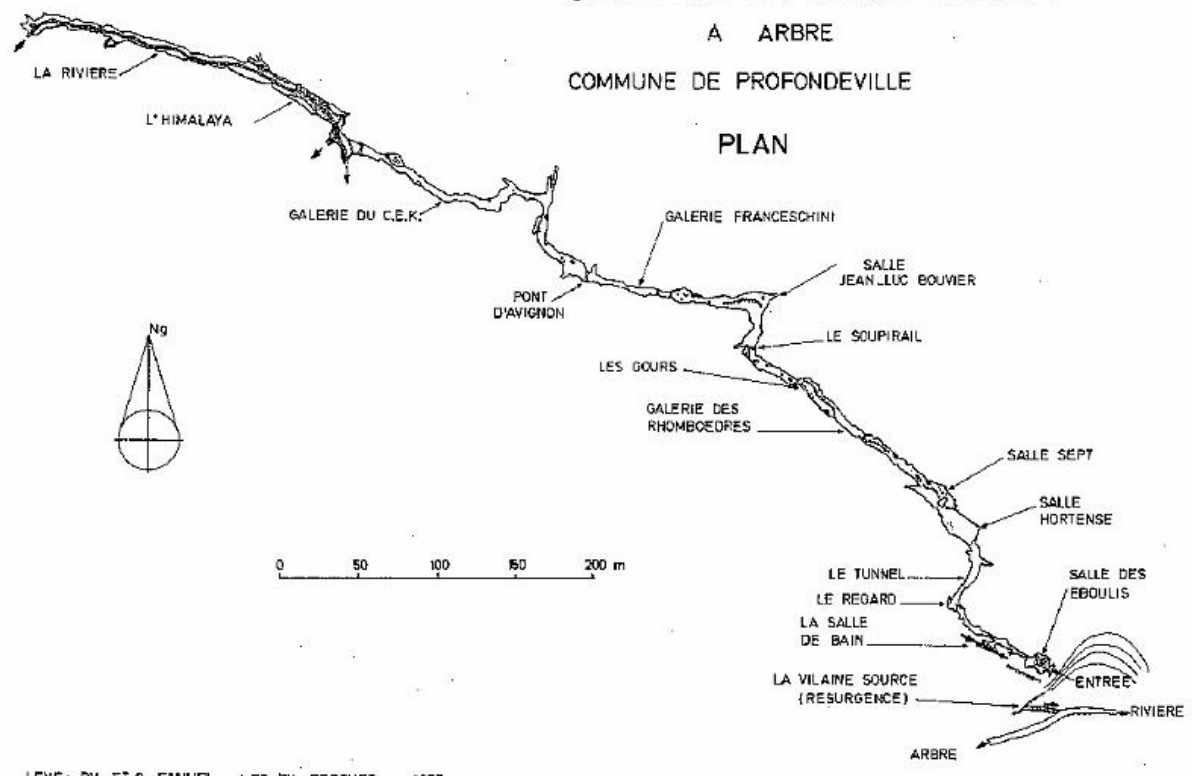 A ARBRE
COMMUNE DE PROFONDEVILLE
PLAN
LA RIVIERE
L'HIMALAYA
GALERIE DU C.E.K.
GALERIE FRANCESCHINI
SALLE
JEAN-LUC BOUVIER
PONT
D'AVIGNON
Ng
LE SOUPIRAIL
LES GOURS
GALERIE DES
RHOMBOEDRES
SALLE SEPT
SALLE
HORTENSE
0 50 100 150 200 m
LE TUNNEL
SALLE DES
EBOULIS
LE REGARD
LA SALLE
DE BAIN
LA VILAINE SOURCE
(RESURGENCE)
ENTREE
RIVIERE
ARBRE